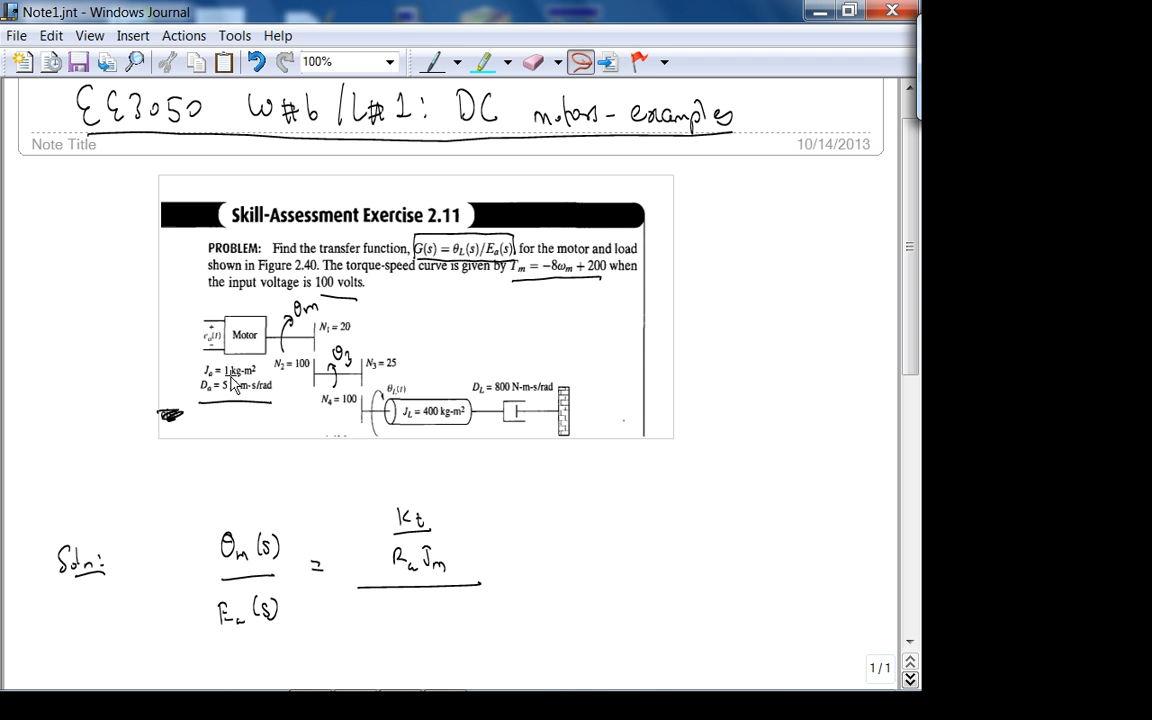 Note1.jnt - Windows Journal
File Edit View Insert Actions Tools Help
100%
EE3050 W#6/L#1: DC motors - examples
Note Title
10/14/2013
Skill-Assessment Exercise 2.11
PROBLEM: Find the transfer function, G(s) = θL(s)/Ea(s), for the motor and load
shown in Figure 2.40. The torque-speed curve is given by Tm = −8ωm + 200 when
the input voltage is 100 volts.
θm
N1 = 20
+
ea(t)
−
Motor
N2 = 100
θ3
N3 = 25
Ja = 1 kg-m²
Da = 5 -m-s/rad
N4 = 100
θL(t)
JL = 400 kg-m²
DL = 800 N-m-s/rad
Soln:
θm(s)
Ea(s)
=
Kt
Ra Jm
1 / 1